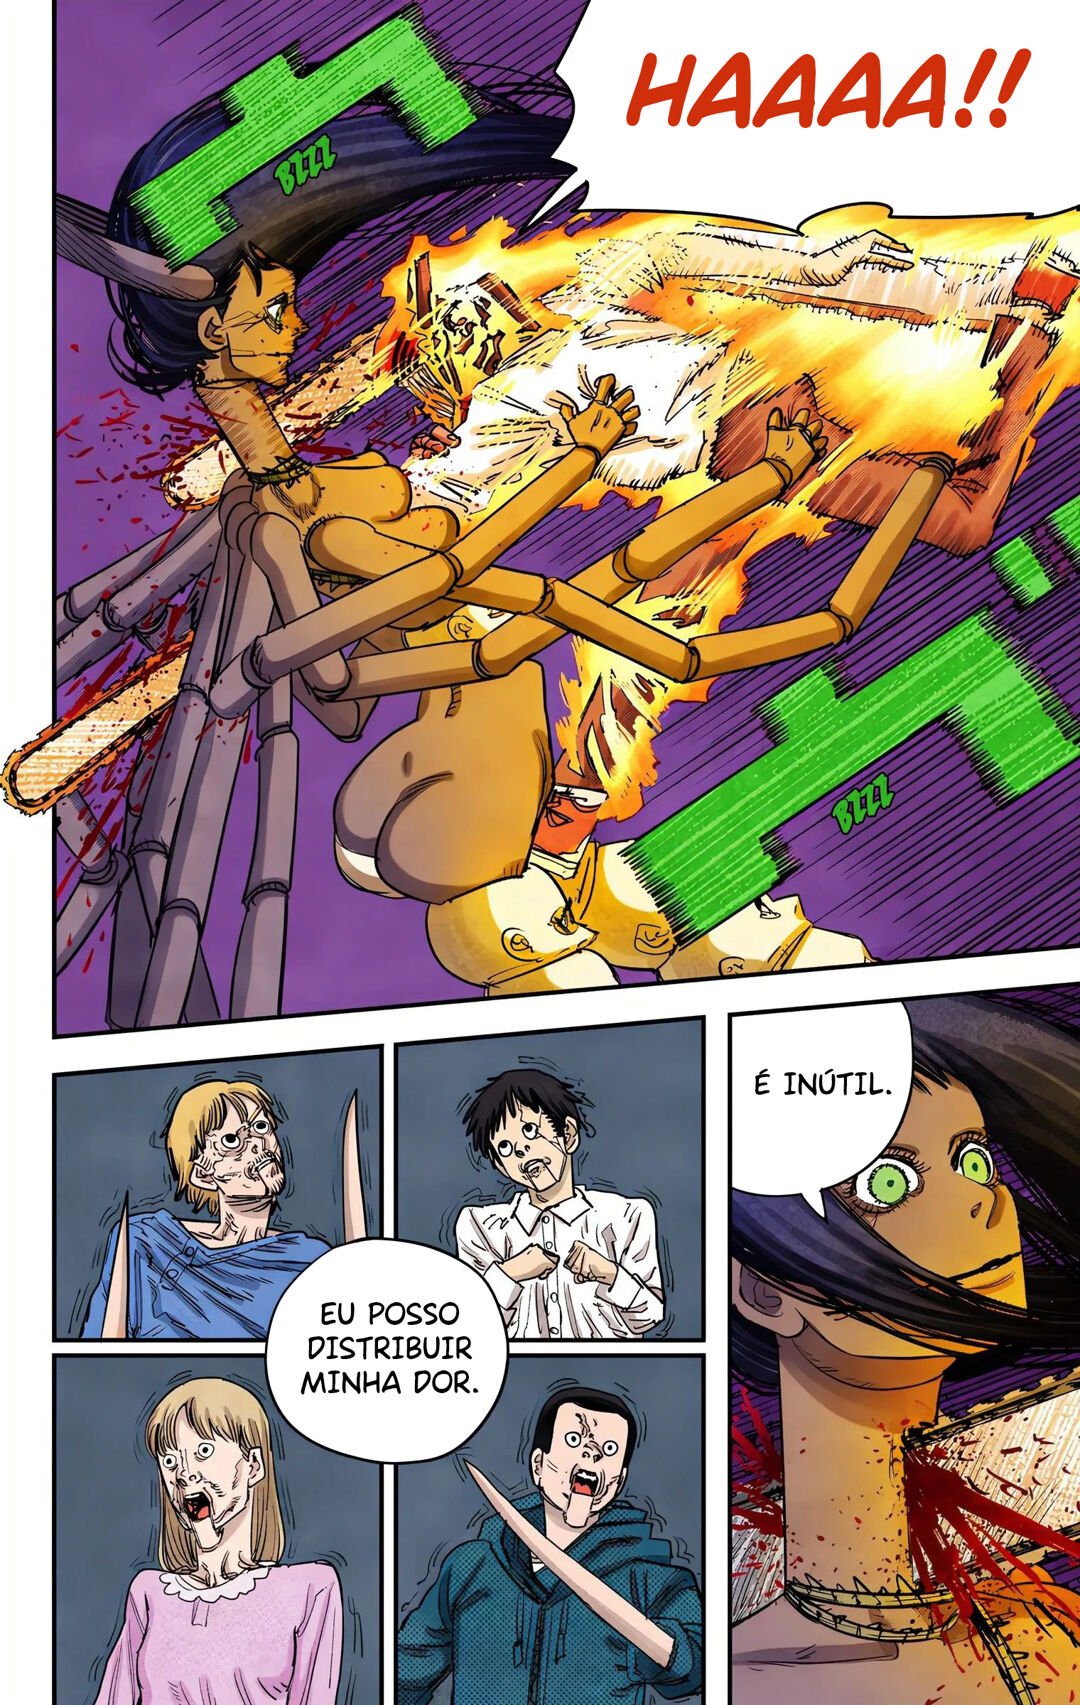 HAAAA!!
BZZZ
BZZZ
É INÚTIL.
EU POSSO
DISTRIBUIR
MINHA DOR.